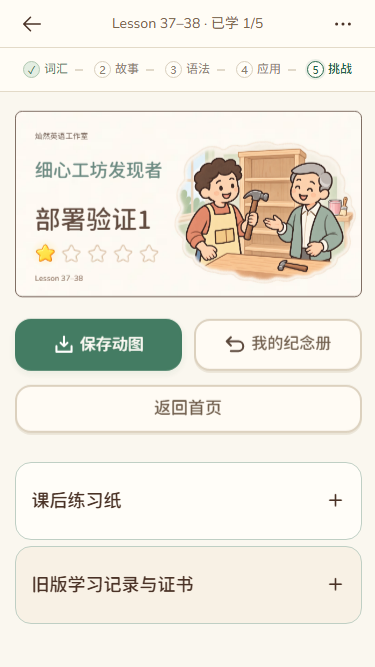 Lesson 37–38 · 已学 1/5
词汇
2 故事
3 语法
4 应用
5 挑战
灿然英语工作室
细心工坊发现者
部署验证1
Lesson 37–38
保存动图
我的纪念册
返回首页
课后练习纸
旧版学习记录与证书